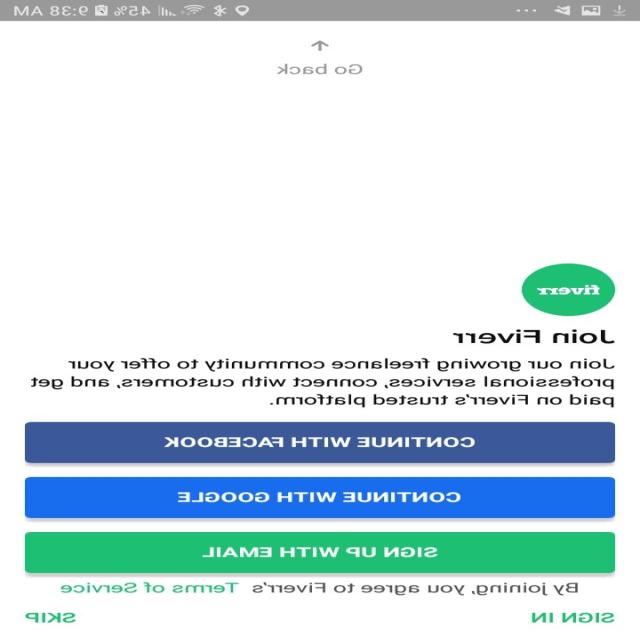 45% 9:38 AM
Go back
fiverr
Join Fiverr
Join our growing freelance community to offer your
professional services, connect with customers, and get
paid on Fiverr's trusted platform.
CONTINUE WITH FACEBOOK
CONTINUE WITH GOOGLE
SIGN UP WITH EMAIL
By joining, you agree to Fiverr's Terms of Service
SIGN IN SKIP